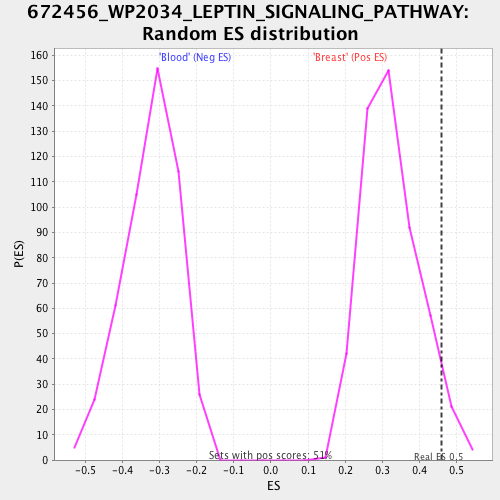 672456_WP2034_LEPTIN_SIGNALING_PATHWAY:
Random ES distribution
'Blood' (Neg ES)
'Breast' (Pos ES)
160
150
140
130
120
110
100
90
80
70
60
50
40
30
20
10
0
P(ES)
Sets with pos scores: 51%
Real ES 0,5
-0.5 -0.4 -0.3 -0.2 -0.1 0.0 0.1 0.2 0.3 0.4 0.5
ES